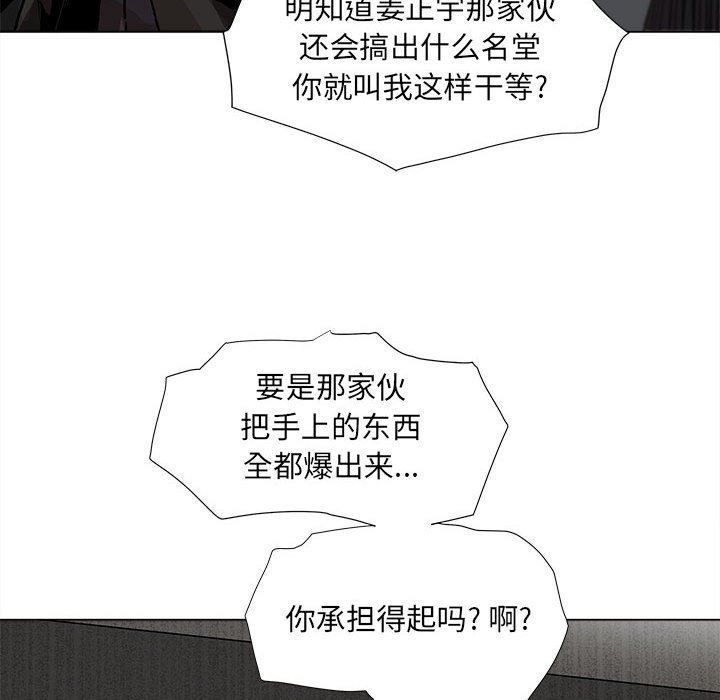 明知道姜正宇那家伙
还会搞出什么名堂
你就叫我这样干等?
要是那家伙
把手上的东西
全都爆出来...
你承担得起吗? 啊?